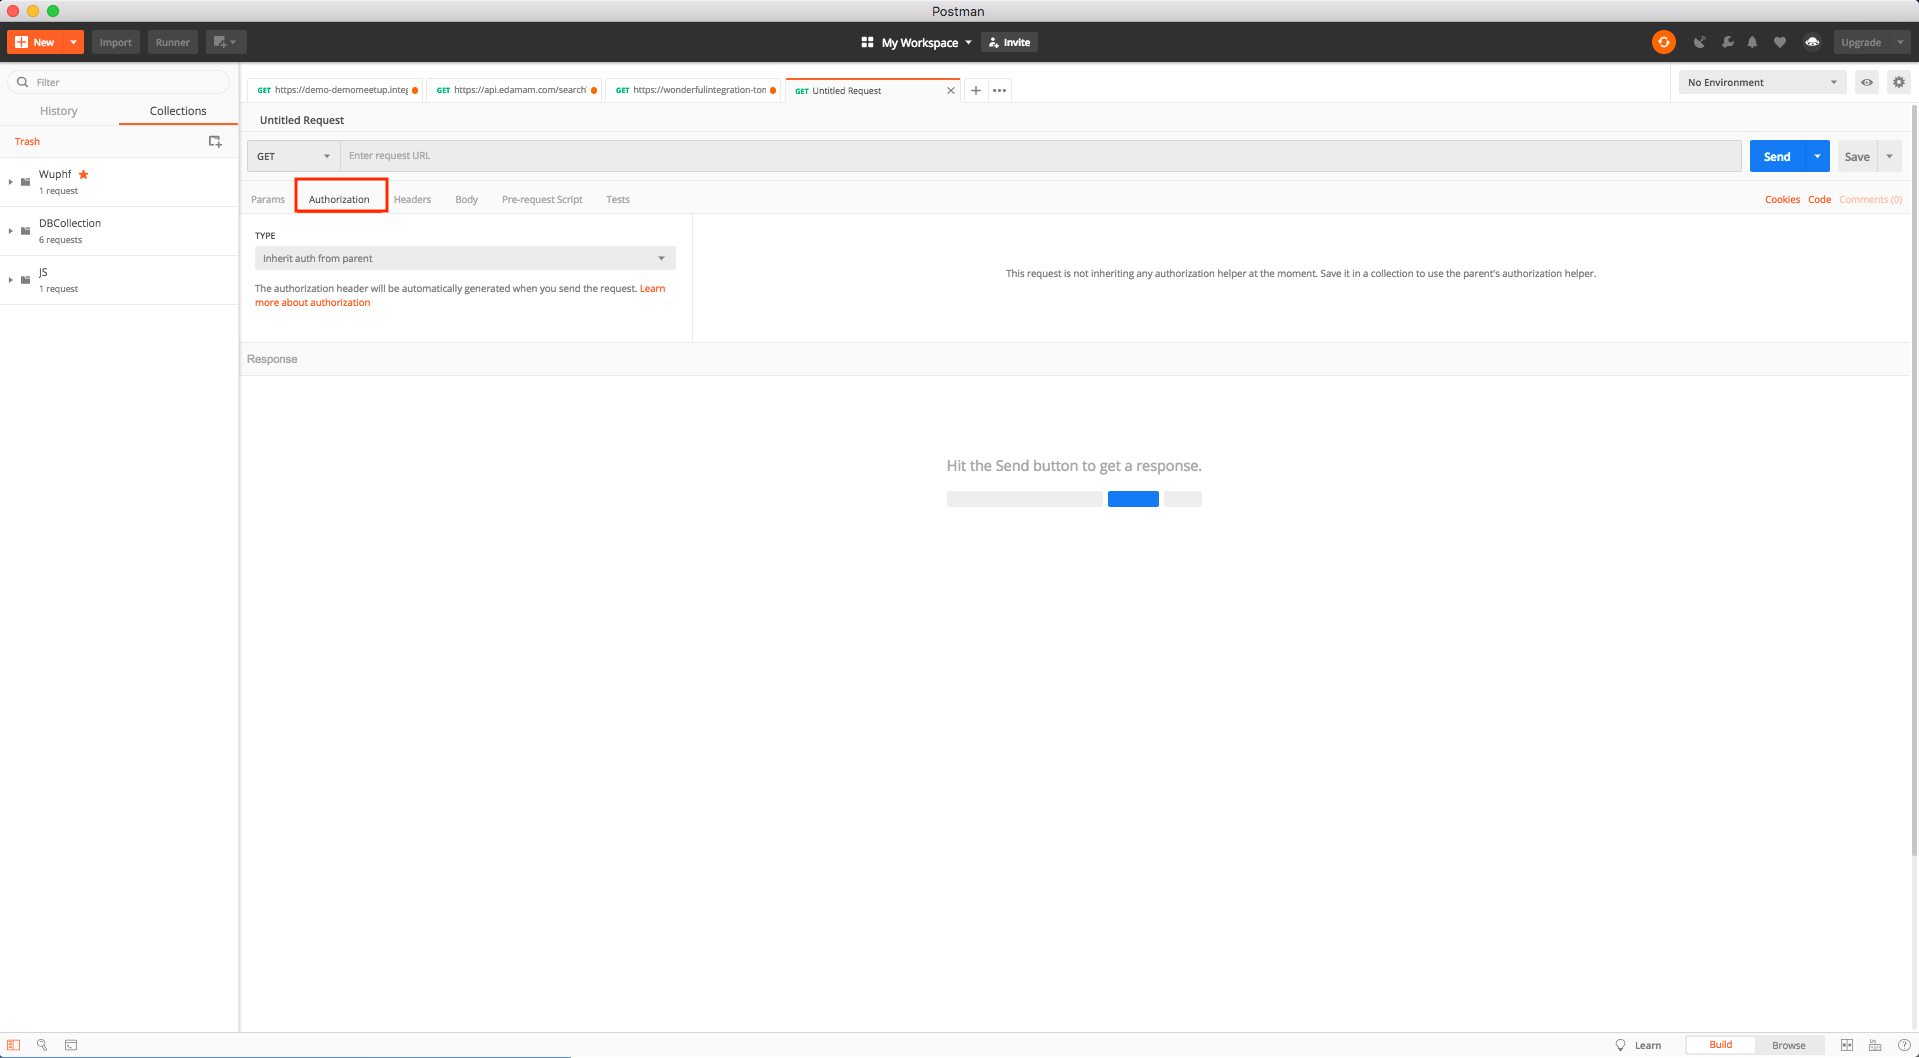 Postman
New
Import
Runner
My Workspace
Invite
Upgrade
Filter
History
Collections
Trash
Wuphf
1 request
DBCollection
6 requests
JS
1 request
GET https://demo-demomeetup.integ
GET https://api.edamam.com/search
GET https://wonderfulintegration-ton
GET Untitled Request
No Environment
Untitled Request
GET
Enter request URL
Send
Save
Params
Authorization
Headers
Body
Pre-request Script
Tests
Cookies
Code
Comments (0)
TYPE
Inherit auth from parent
The authorization header will be automatically generated when you send the request. Learn
more about authorization
This request is not inheriting any authorization helper at the moment. Save it in a collection to use the parent's authorization helper.
Response
Hit the Send button to get a response.
Learn
Build
Browse